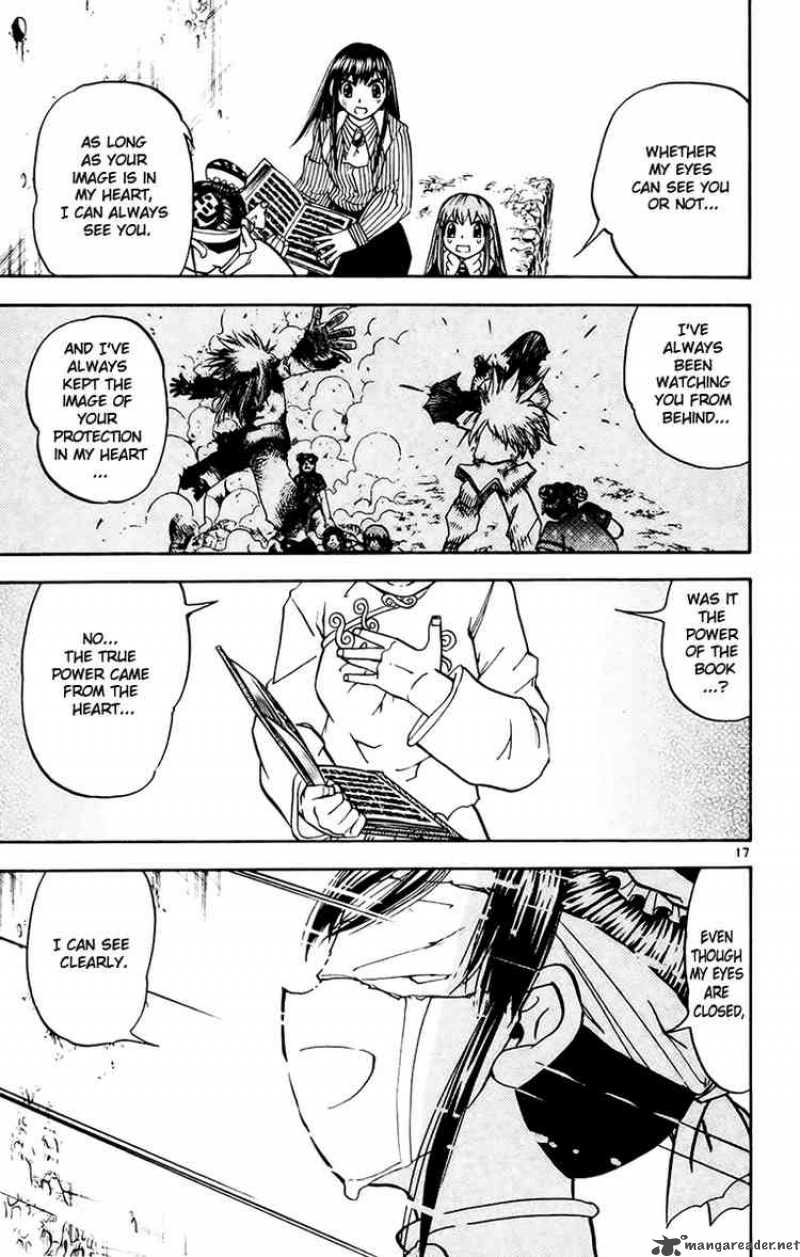 WHETHER
MY EYES
CAN SEE YOU
OR NOT...
AS LONG
AS YOUR
IMAGE IS IN
MY HEART,
I CAN ALWAYS
SEE YOU.
I'VE
ALWAYS
BEEN
WATCHING
YOU FROM
BEHIND...
AND I'VE
ALWAYS
KEPT THE
IMAGE OF
YOUR
PROTECTION
IN MY HEART
...
WAS IT
THE
POWER
OF THE
BOOK
...?
NO...
THE TRUE
POWER CAME
FROM THE
HEART...
17
EVEN
THOUGH
MY EYES
ARE
CLOSED,
I CAN SEE
CLEARLY.
mangareader.net